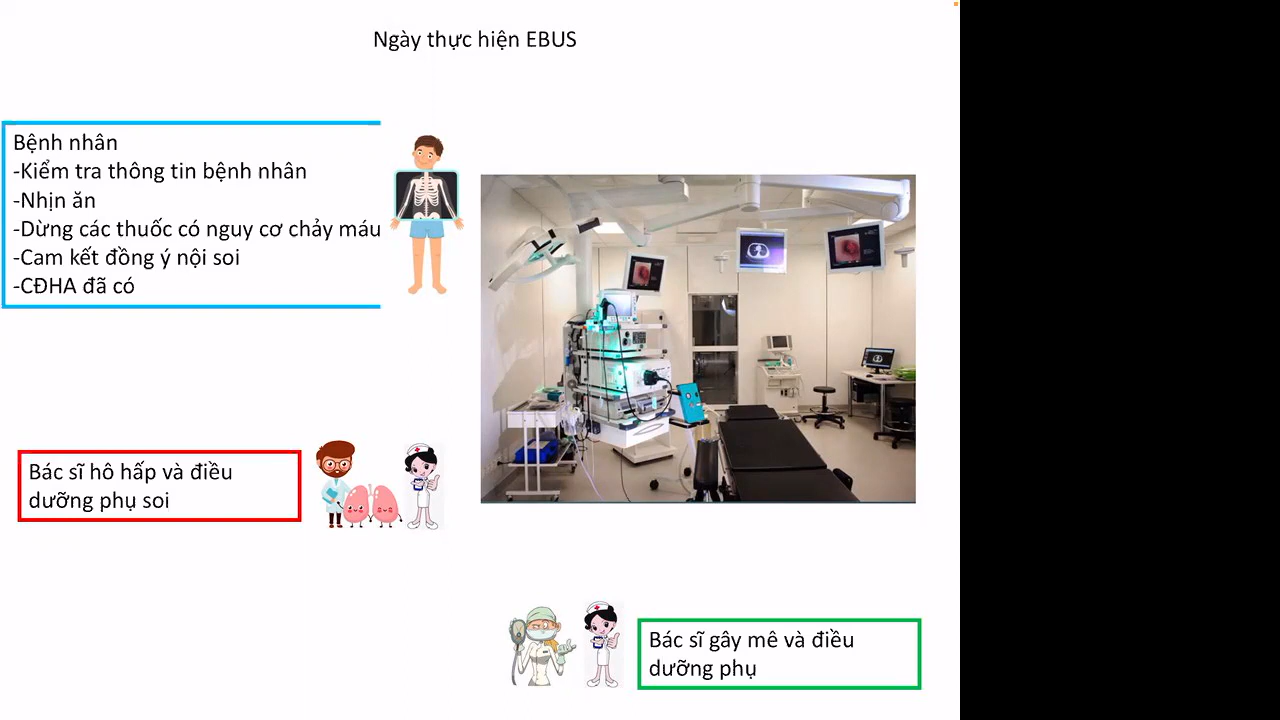 Ngày thực hiện EBUS
Bệnh nhân
-Kiểm tra thông tin bệnh nhân
-Nhịn ăn
-Dừng các thuốc có nguy cơ chảy máu
-Cam kết đồng ý nội soi
-CĐHA đã có
Bác sĩ hô hấp và điều
dưỡng phụ soi
Bác sĩ gây mê và điều
dưỡng phụ